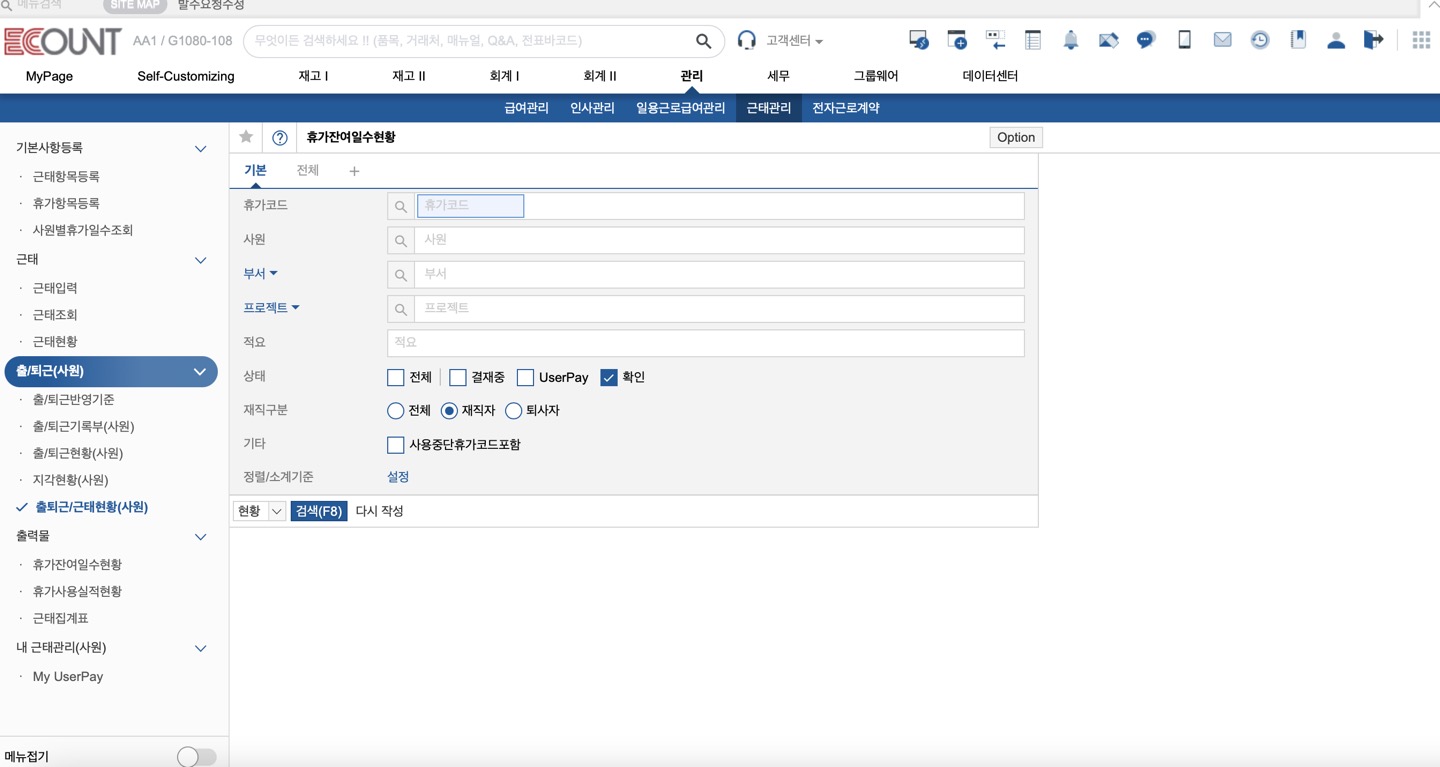 메뉴검색 SITE MAP 발주요청수정
ECOUNT AA1 / G1080-108 무엇이든 검색하세요 !! (품목, 거래처, 매뉴얼, Q&A, 전표바코드) 고객센터
MyPage Self-Customizing 재고 I 재고 II 회계 I 회계 II 관리 세무 그룹웨어 데이터센터
급여관리 인사관리 일용근로급여관리 근태관리 전자근로계약
기본사항등록
· 근태항목등록
· 휴가항목등록
· 사원별휴가일수조회
근태
· 근태입력
· 근태조회
· 근태현황
출/퇴근(사원)
· 출/퇴근반영기준
· 출/퇴근기록부(사원)
· 출/퇴근현황(사원)
· 지각현황(사원)
출퇴근/근태현황(사원)
출력물
· 휴가잔여일수현황
· 휴가사용실적현황
· 근태집계표
내 근태관리(사원)
· My UserPay
메뉴접기
휴가잔여일수현황 Option
기본 전체 +
휴가코드 휴가코드
사원 사원
부서 부서
프로젝트 프로젝트
적요 적요
상태 전체 결재중 UserPay 확인
재직구분 전체 재직자 퇴사자
기타 사용중단휴가코드포함
정렬/소계기준 설정
현황 검색(F8) 다시 작성